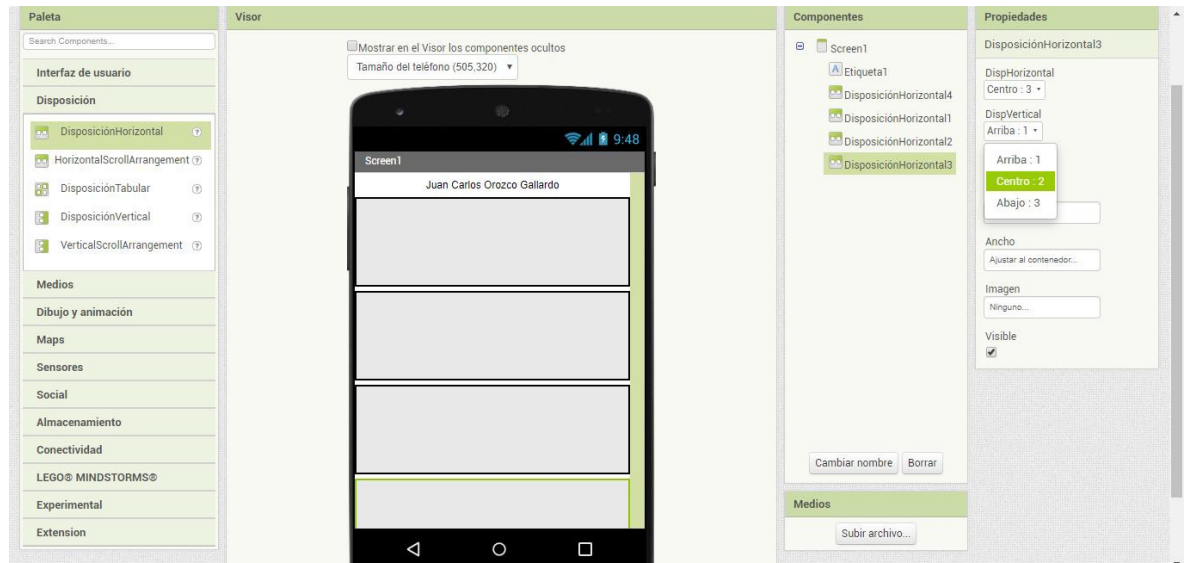 Paleta
Search Components...
Interfaz de usuario
Disposición
DisposiciónHorizontal
HorizontalScrollArrangement
DisposiciónTabular
DisposiciónVertical
VerticalScrollArrangement
Medios
Dibujo y animación
Maps
Sensores
Social
Almacenamiento
Conectividad
LEGO® MINDSTORMS®
Experimental
Extension
Visor
Mostrar en el Visor los componentes ocultos
Tamaño del teléfono (505,320)
9:48
Screen1
Juan Carlos Orozco Gallardo
Componentes
Screen1
Etiqueta1
DisposiciónHorizontal4
DisposiciónHorizontal1
DisposiciónHorizontal2
DisposiciónHorizontal3
Cambiar nombre Borrar
Medios
Subir archivo...
Propiedades
DisposiciónHorizontal3
DispHorizontal
Centro : 3
DispVertical
Arriba : 1
Arriba : 1
Centro : 2
Abajo : 3
Ancho
Ajustar al contenedor...
Imagen
Ninguno...
Visible